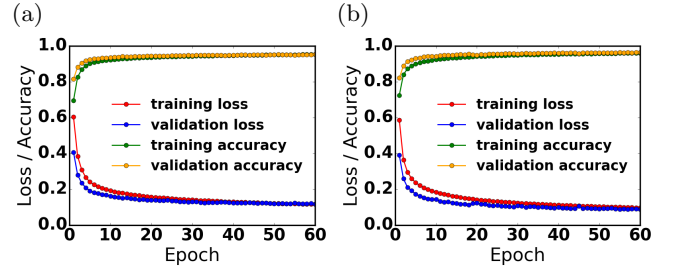 (a)
(b)
1.0
0.8
0.6
0.4
0.2
0.0
Loss / Accuracy
training loss
validation loss
training accuracy
validation accuracy
0 10 20 30 40 50 60
Epoch
1.0
0.8
0.6
0.4
0.2
0.0
Loss / Accuracy
training loss
validation loss
training accuracy
validation accuracy
0 10 20 30 40 50 60
Epoch